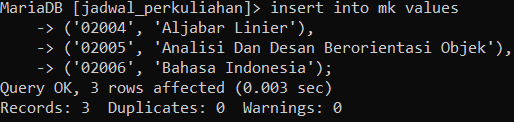 MariaDB [jadwal_perkuliahan]> insert into mk values
    -> ('02004', 'Aljabar Linier'),
    -> ('02005', 'Analisi Dan Desan Berorientasi Objek'),
    -> ('02006', 'Bahasa Indonesia');
Query OK, 3 rows affected (0.003 sec)
Records: 3  Duplicates: 0  Warnings: 0